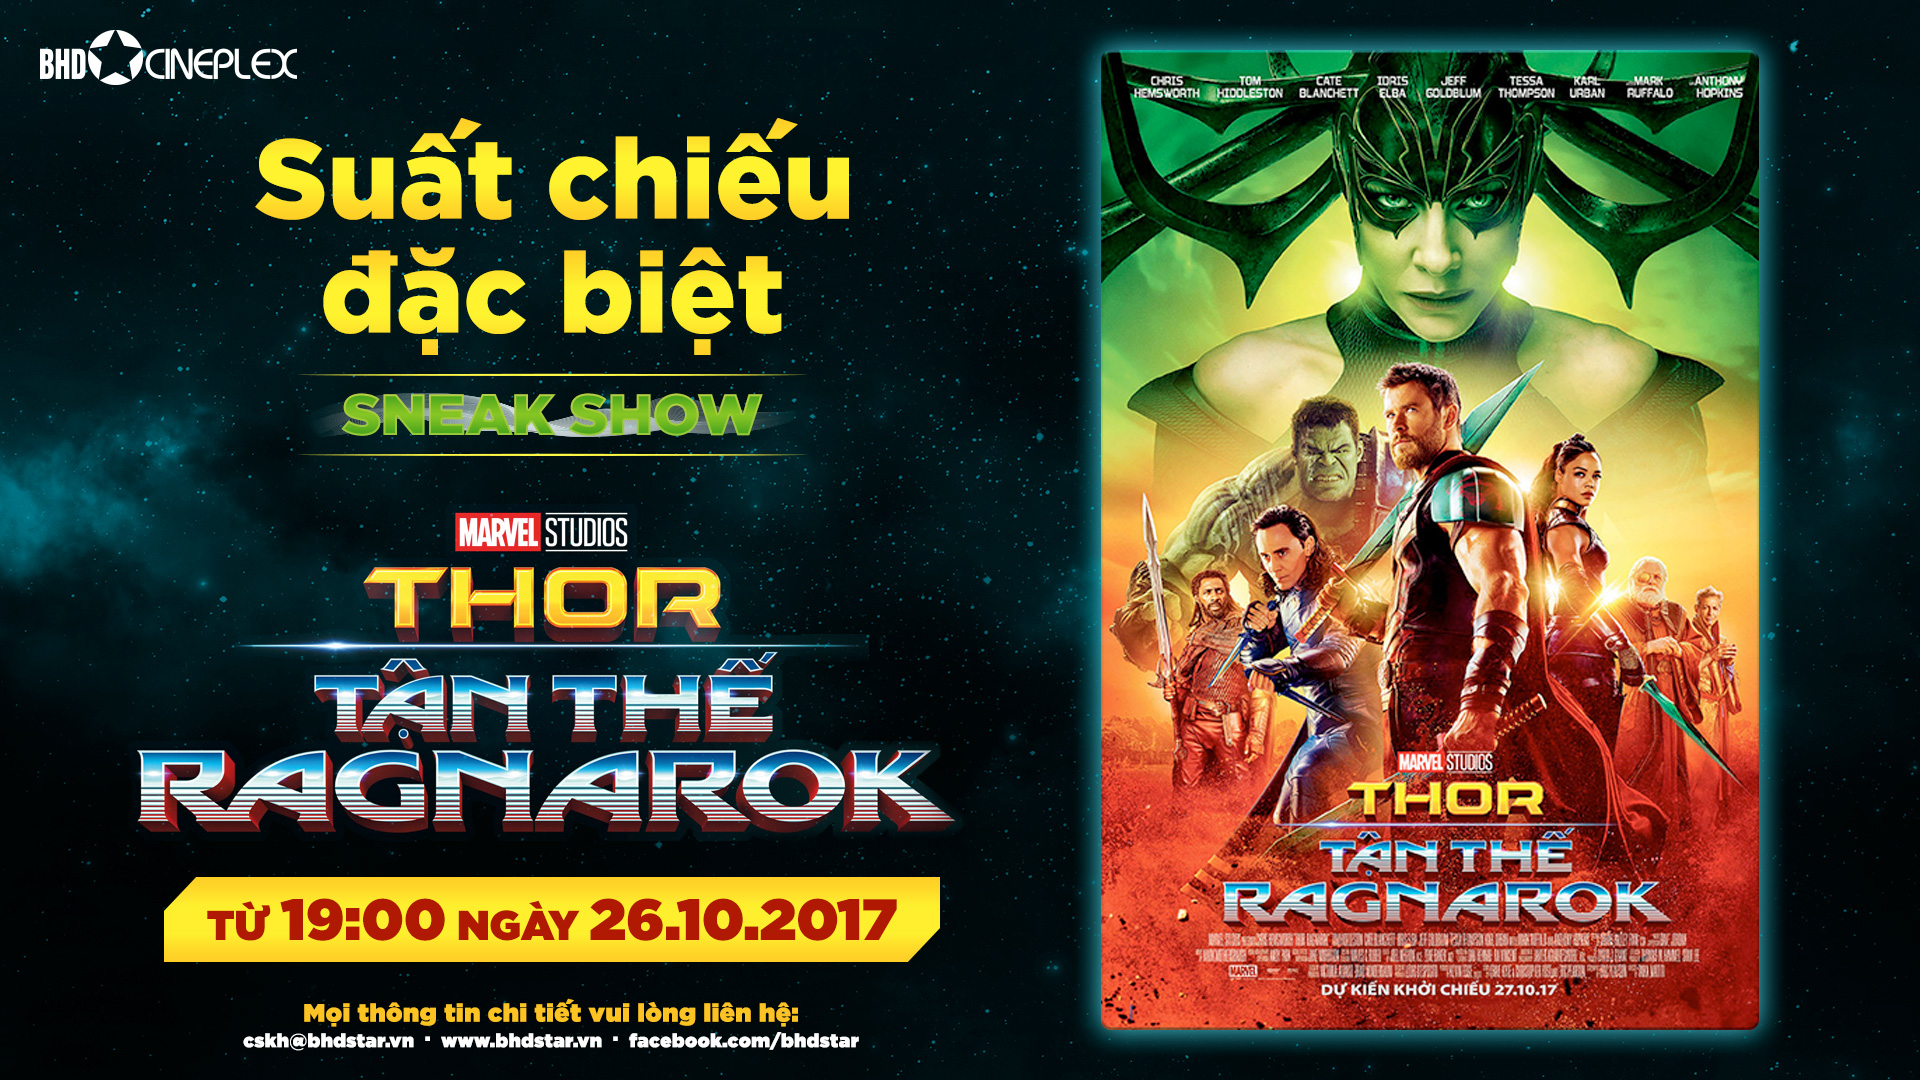 BHD CINEPLEX
Suất chiếu
đặc biệt
SNEAK SHOW
MARVEL STUDIOS
THOR
TẬN THẾ
RAGNAROK
TỪ 19:00 NGÀY 26.10.2017
Mọi thông tin chi tiết vui lòng liên hệ:
cskh@bhdstar.vn · www.bhdstar.vn · facebook.com/bhdstar
CHRIS HEMSWORTH
TOM HIDDLESTON
CATE BLANCHETT
IDRIS ELBA
JEFF GOLDBLUM
TESSA THOMPSON
KARL URBAN
MARK RUFFALO
ANTHONY HOPKINS
MARVEL STUDIOS
THOR
TẬN THẾ
RAGNAROK
MARVEL
DỰ KIẾN KHỞI CHIẾU 27.10.17